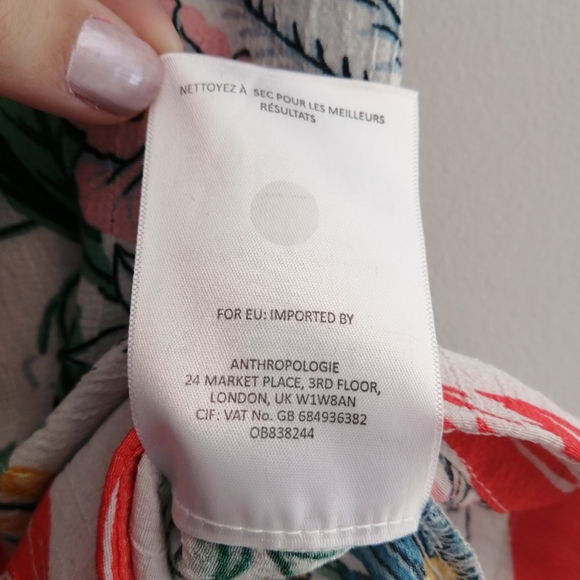 NETTOYEZ À SEC POUR LES MEILLEURS
RÉSULTATS
FOR EU: IMPORTED BY
ANTHROPOLOGIE
24 MARKET PLACE, 3RD FLOOR,
LONDON, UK W1W8AN
CIF: VAT No. GB 684936382
OB838244